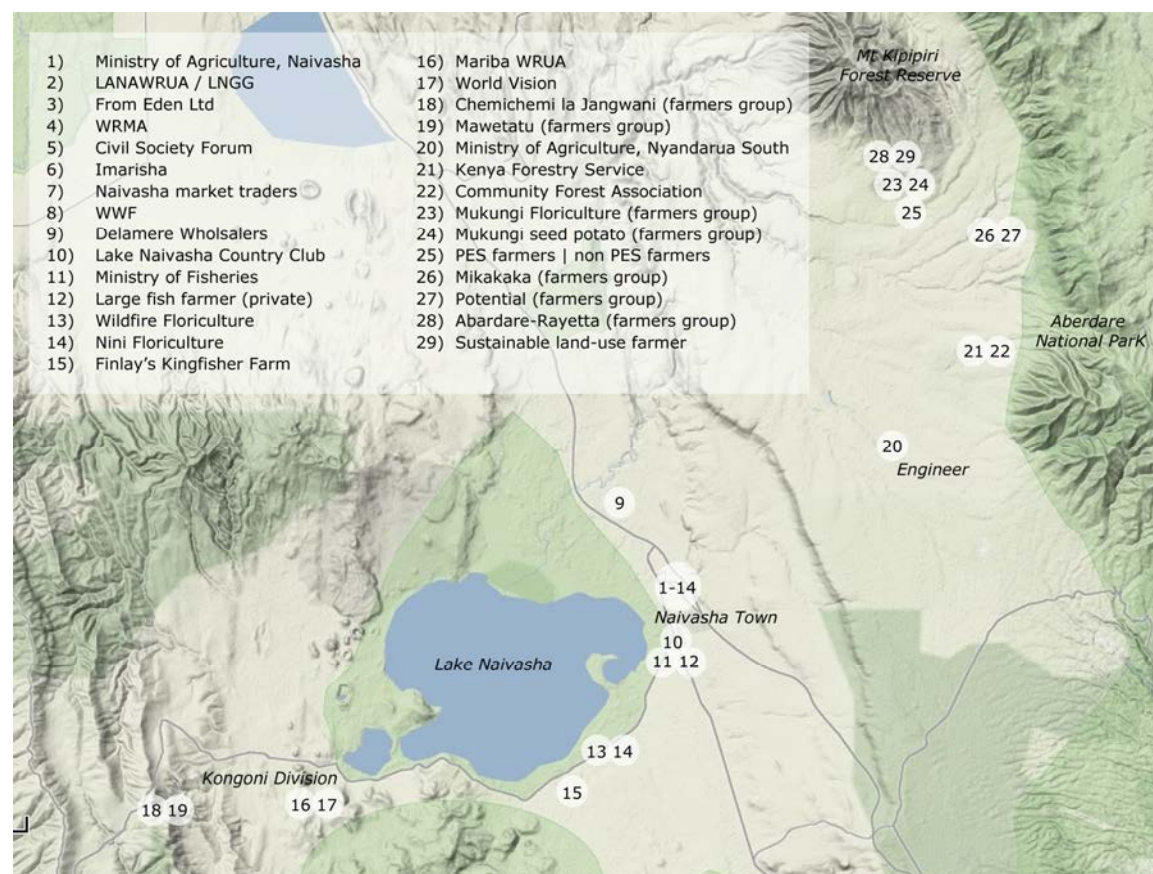 1) Ministry of Agriculture, Naivasha
2) LANAWRUA / LNGG
3) From Eden Ltd
4) WRMA
5) Civil Society Forum
6) Imarisha
7) Naivasha market traders
8) WWF
9) Delamere Wholsalers
10) Lake Naivasha Country Club
11) Ministry of Fisheries
12) Large fish farmer (private)
13) Wildfire Floriculture
14) Nini Floriculture
15) Finlay's Kingfisher Farm
16) Mariba WRUA
17) World Vision
18) Chemichemi la Jangwani (farmers group)
19) Mawetatu (farmers group)
20) Ministry of Agriculture, Nyandarua South
21) Kenya Forestry Service
22) Community Forest Association
23) Mukungi Floriculture (farmers group)
24) Mukungi seed potato (farmers group)
25) PES farmers | non PES farmers
26) Mikakaka (farmers group)
27) Potential (farmers group)
28) Abardare-Rayetta (farmers group)
29) Sustainable land-use farmer
Mt Kipipiri
Forest Reserve
28 29
23 24
25
26 27
Aberdare
National Park
21 22
20
Engineer
9
1-14
Naivasha Town
10
11 12
Lake Naivasha
13 14
15
Kongoni Division
16 17
18 19